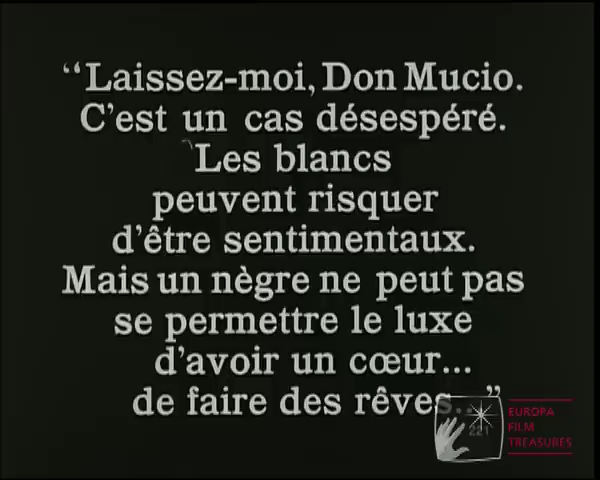 “Laissez-moi, Don Mucio.
C'est un cas désespéré.
Les blancs
peuvent risquer
d'être sentimentaux.
Mais un nègre ne peut pas
se permettre le luxe
d'avoir un cœur...
de faire des rêves...”
221
EUROPA
FILM
TREASURES